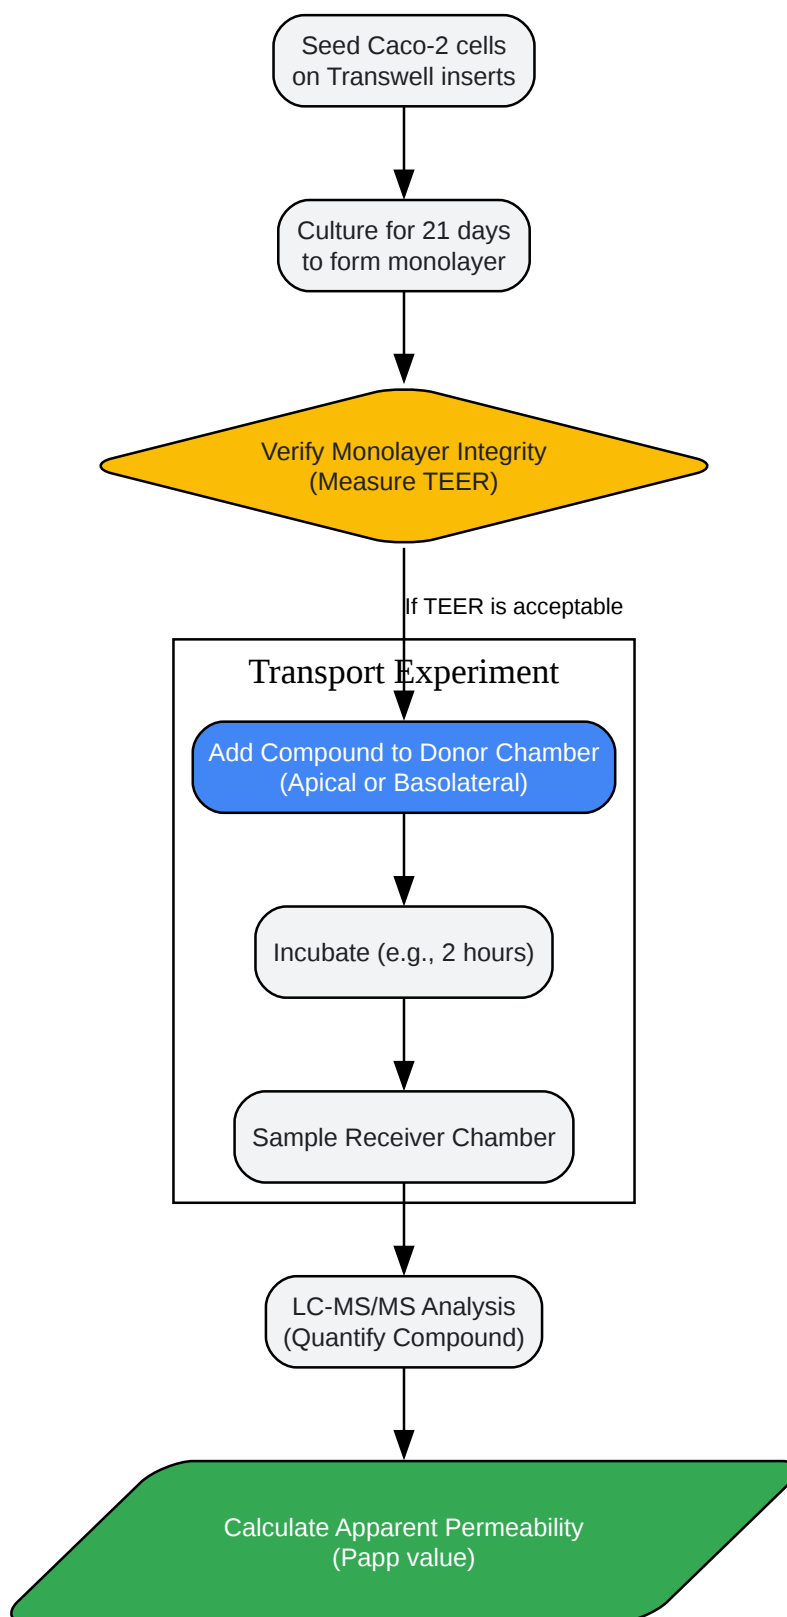 Seed Caco-2 cells
on Transwell inserts
Culture for 21 days
to form monolayer
Verify Monolayer Integrity
(Measure TEER)
If TEER is acceptable
Transport Experiment
Add Compound to Donor Chamber
(Apical or Basolateral)
Incubate (e.g., 2 hours)
Sample Receiver Chamber
LC-MS/MS Analysis
(Quantify Compound)
Calculate Apparent Permeability
(Papp value)